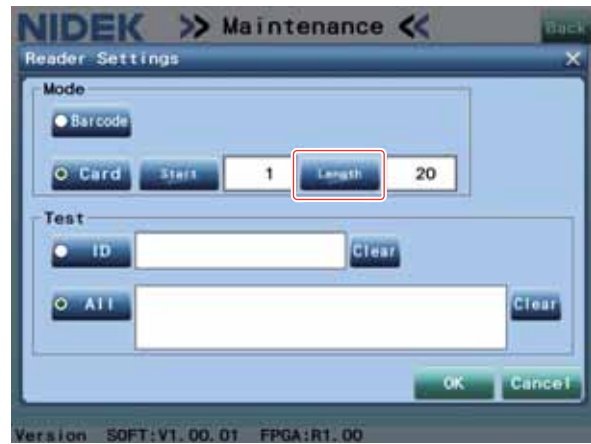 NIDEK >> Maintenance << Back
Reader Settings ×
Mode
Barcode
Card Start 1 Length 20
Test
ID Clear
All Clear
OK Cancel
Version SOFT:V1.00.01 FPGA:R1.00